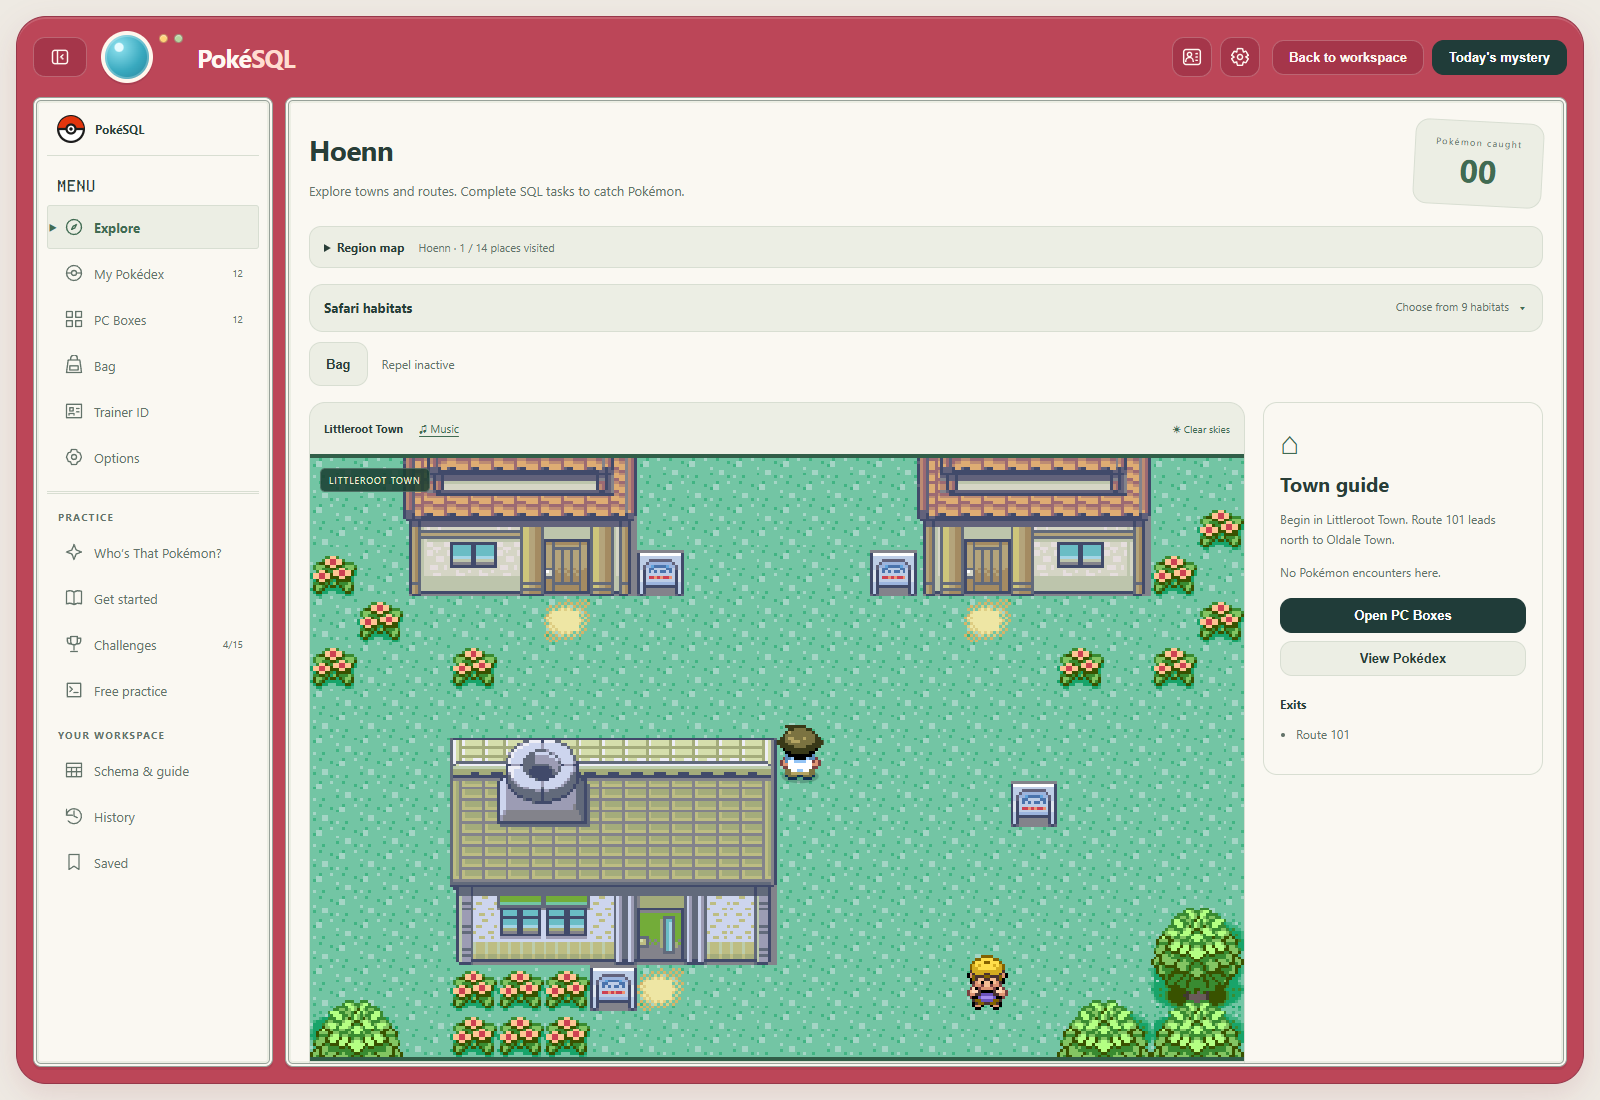 PokéSQL
Back to workspace
Today's mystery
PokéSQL
MENU
Explore
My Pokédex 12
PC Boxes 12
Bag
Trainer ID
Options
PRACTICE
Who's That Pokémon?
Get started
Challenges 4/15
Free practice
YOUR WORKSPACE
Schema & guide
History
Saved
Hoenn
Explore towns and routes. Complete SQL tasks to catch Pokémon.
Pokémon caught
00
Region map Hoenn · 1 / 14 places visited
Safari habitats Choose from 9 habitats
Bag Repel inactive
Littleroot Town ♫ Music ☀ Clear skies
LITTLEROOT TOWN
Town guide
Begin in Littleroot Town. Route 101 leads
north to Oldale Town.
No Pokémon encounters here.
Open PC Boxes
View Pokédex
Exits
• Route 101